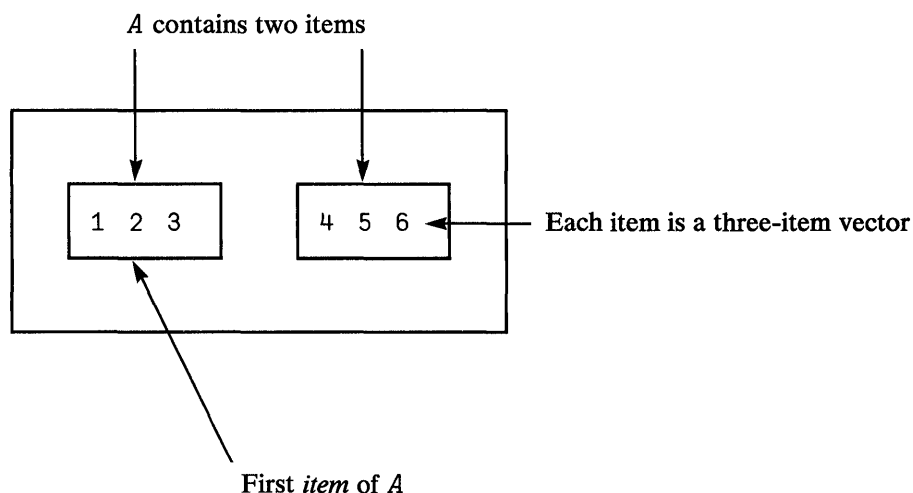 A contains two items
1 2 3
4 5 6
Each item is a three-item vector
First item of A